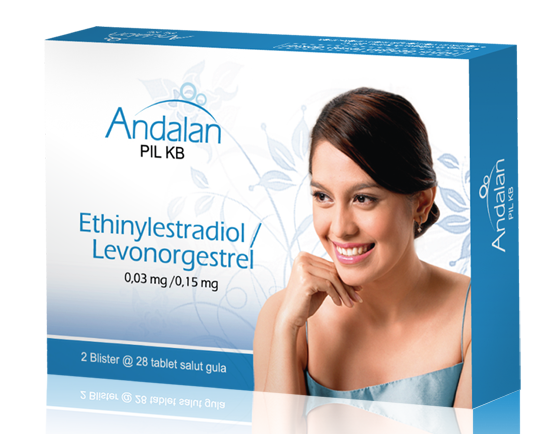 Andalan
PIL KB
Ethinylestradiol /
Levonorgestrel
0,03 mg /0,15 mg
2 Blister @ 28 tablet salut gula
Andalan
PIL KB